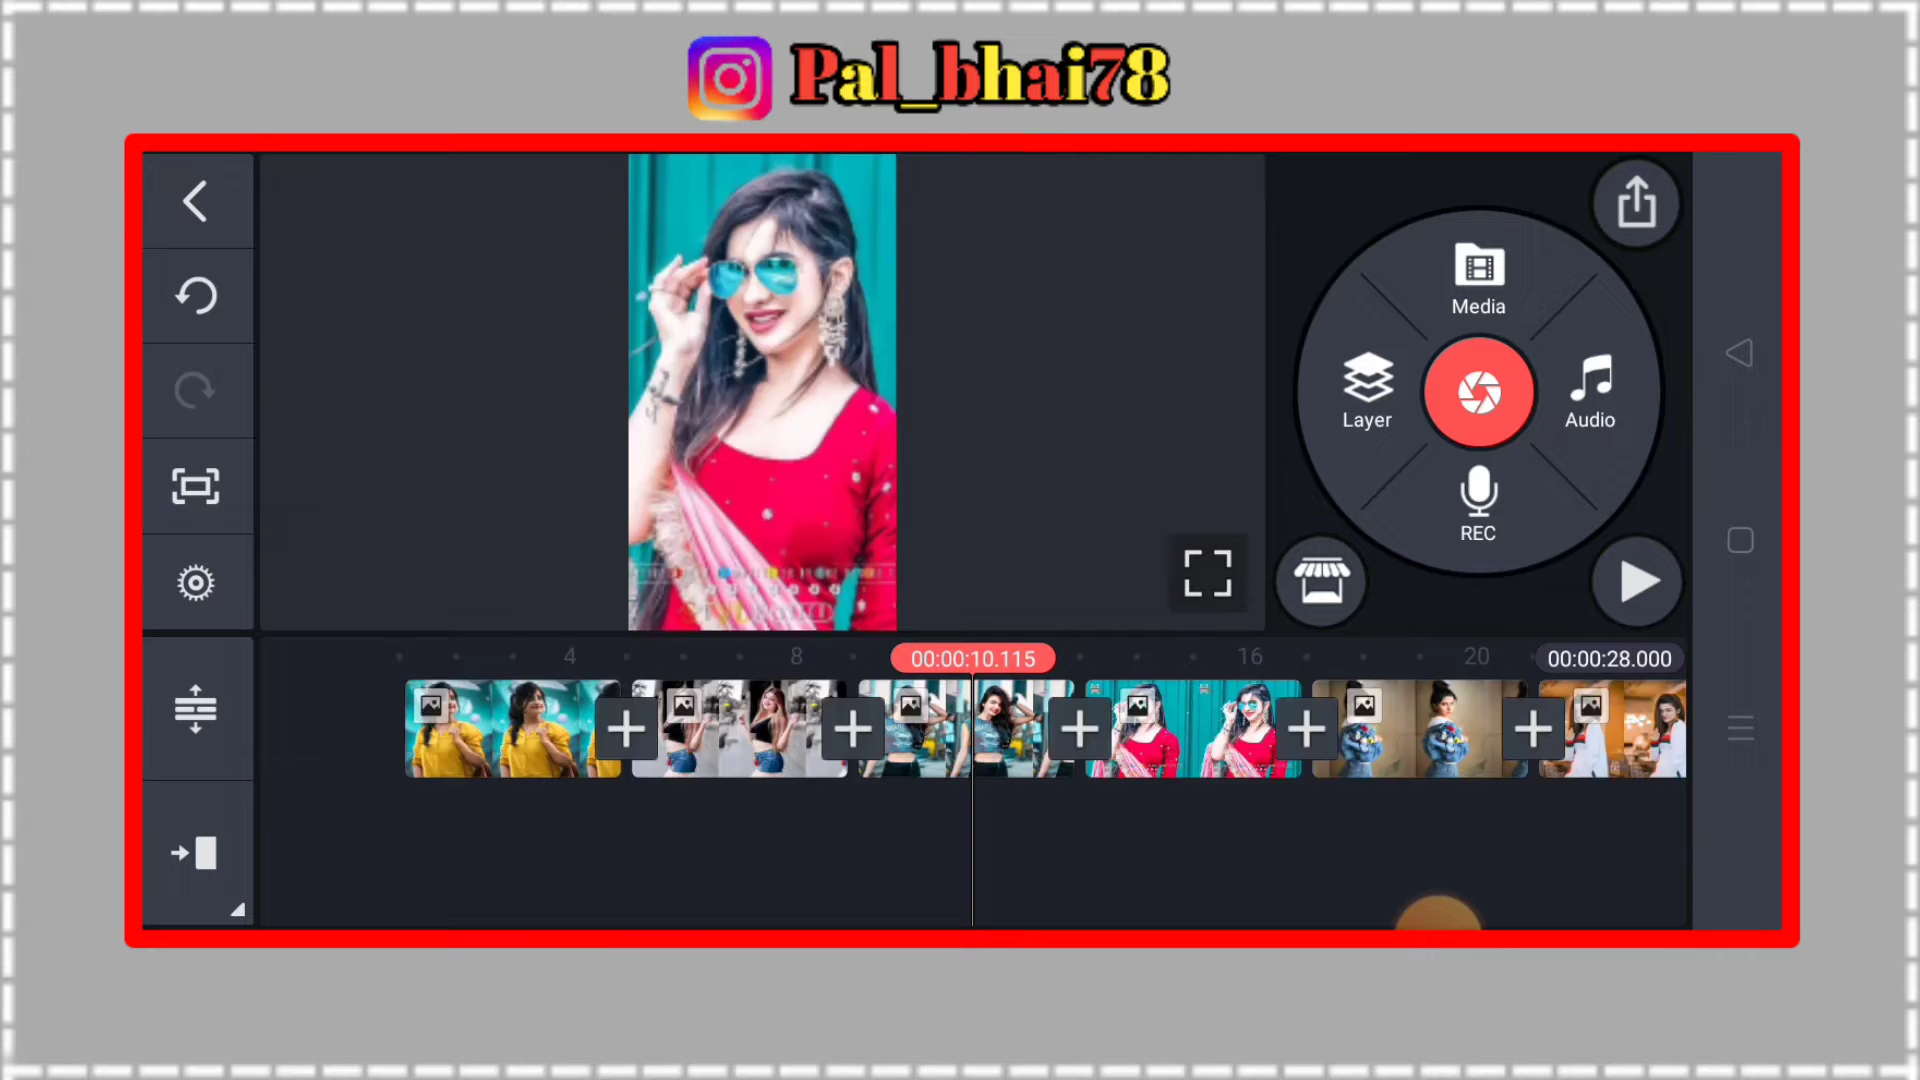 Pal_bhai78
Media
Layer
Audio
REC
4
8
00:00:10.115
16
20
00:00:28.000